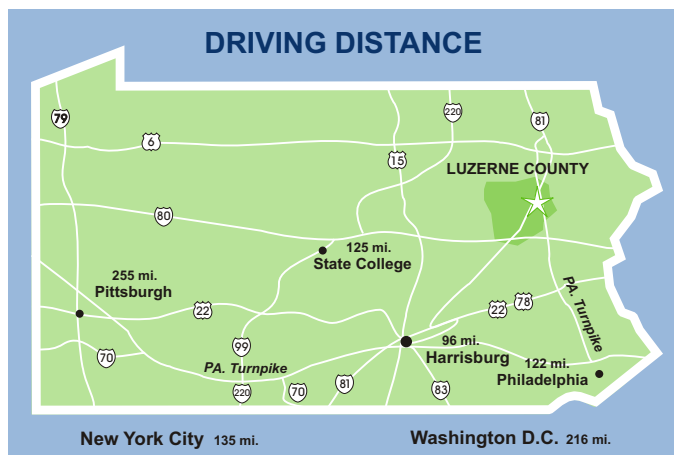 DRIVING DISTANCE
79
220
81
6
15
LUZERNE COUNTY
80
125 mi.
State College
255 mi.
Pittsburgh
22
22
78
PA. Turnpike
99
70
PA. Turnpike
96 mi.
Harrisburg
122 mi.
Philadelphia
220
70
81
83
New York City 135 mi.
Washington D.C. 216 mi.